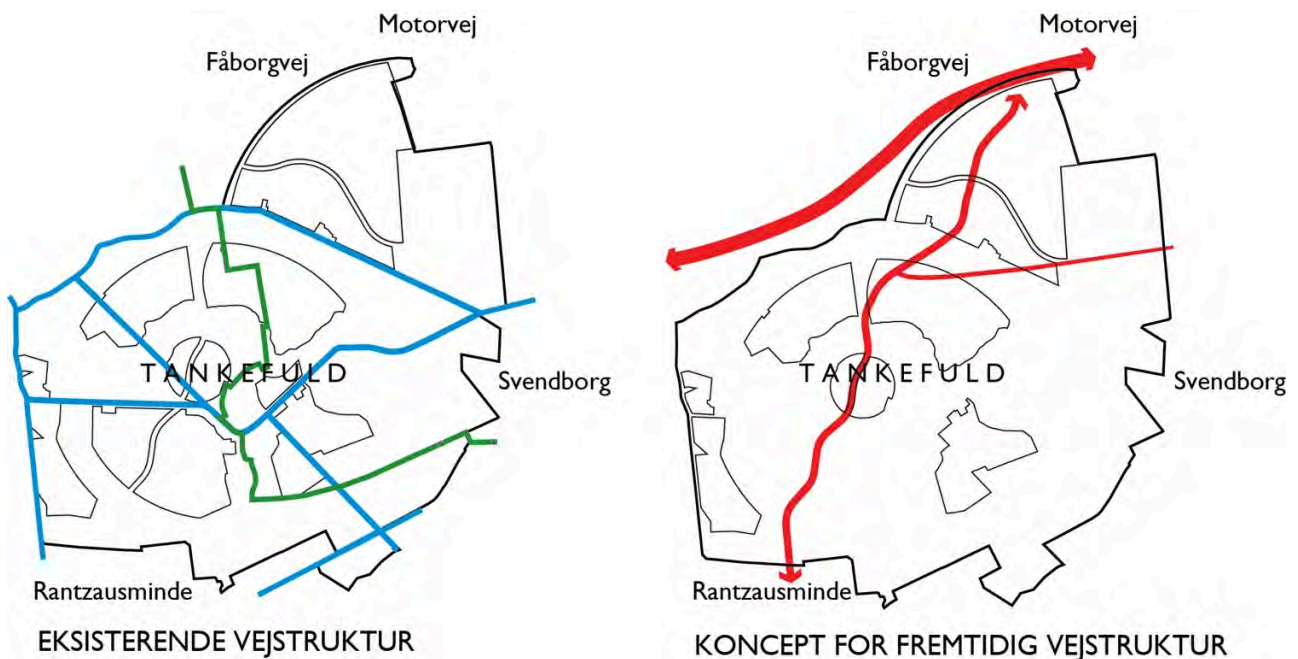 Motorvej
Fåborgvej
TANKEFULD
Svendborg
Rantzausminde
EKSISTERENDE VEJSTRUKTUR
Motorvej
Fåborgvej
TANKEFULD
Svendborg
Rantzausminde
KONCEPT FOR FREMTIDIG VEJSTRUKTUR